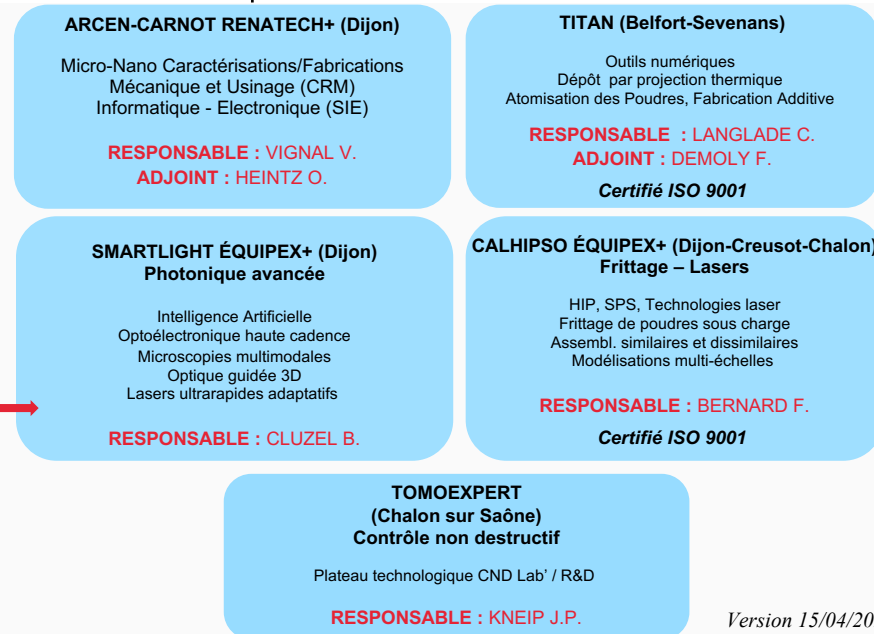 ARCEN-CARNOT RENATECH+ (Dijon)
Micro-Nano Caractérisations/Fabrications
Mécanique et Usinage (CRM)
Informatique - Electronique (SIE)
RESPONSABLE : VIGNAL V.
ADJOINT : HEINTZ O.
TITAN (Belfort-Sevenans)
Outils numériques
Dépôt par projection thermique
Atomisation des Poudres, Fabrication Additive
RESPONSABLE : LANGLADE C.
ADJOINT : DEMOLY F.
Certifié ISO 9001
SMARTLIGHT ÉQUIPEX+ (Dijon)
Photonique avancée
Intelligence Artificielle
Optoélectronique haute cadence
Microscopies multimodales
Optique guidée 3D
Lasers ultrarapides adaptatifs
RESPONSABLE : CLUZEL B.
CALHIPSO ÉQUIPEX+ (Dijon-Creusot-Chalon)
Frittage – Lasers
HIP, SPS, Technologies laser
Frittage de poudres sous charge
Assembl. similaires et dissimilaires
Modélisations multi-échelles
RESPONSABLE : BERNARD F.
Certifié ISO 9001
TOMOEXPERT
(Chalon sur Saône)
Contrôle non destructif
Plateau technologique CND Lab' / R&D
RESPONSABLE : KNEIP J.P.
Version 15/04/20